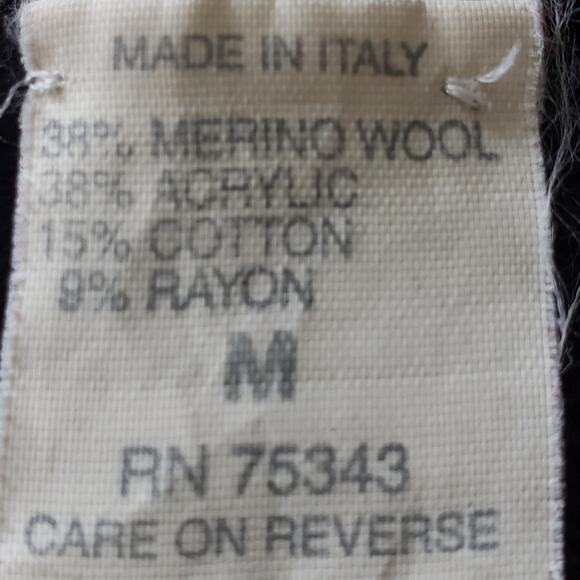 MADE IN ITALY
38% MERINO WOOL
38% ACRYLIC
15% COTTON
9% RAYON
M
RN 75343
CARE ON REVERSE